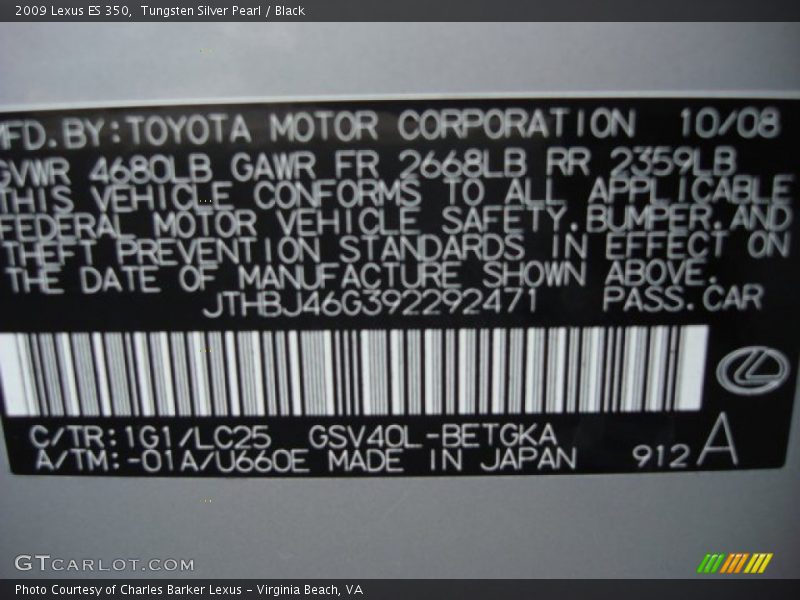 2009 Lexus ES 350,  Tungsten Silver Pearl / Black
MFD.BY:TOYOTA MOTOR CORPORATION 10/08
GVWR 4680LB GAWR FR 2668LB RR 2359LB
THIS VEHICLE CONFORMS TO ALL APPLICABLE
FEDERAL MOTOR VEHICLE SAFETY.BUMPER.AND
THEFT PREVENTION STANDARDS IN EFFECT ON
THE DATE OF MANUFACTURE SHOWN ABOVE.
JTHBJ46G392292471 PASS.CAR
C/TR:1G1/LC25 GSV40L-BETGKA
A/TM:-01A/U660E MADE IN JAPAN 912 A
GTCARLOT.COM
Photo Courtesy of Charles Barker Lexus - Virginia Beach, VA